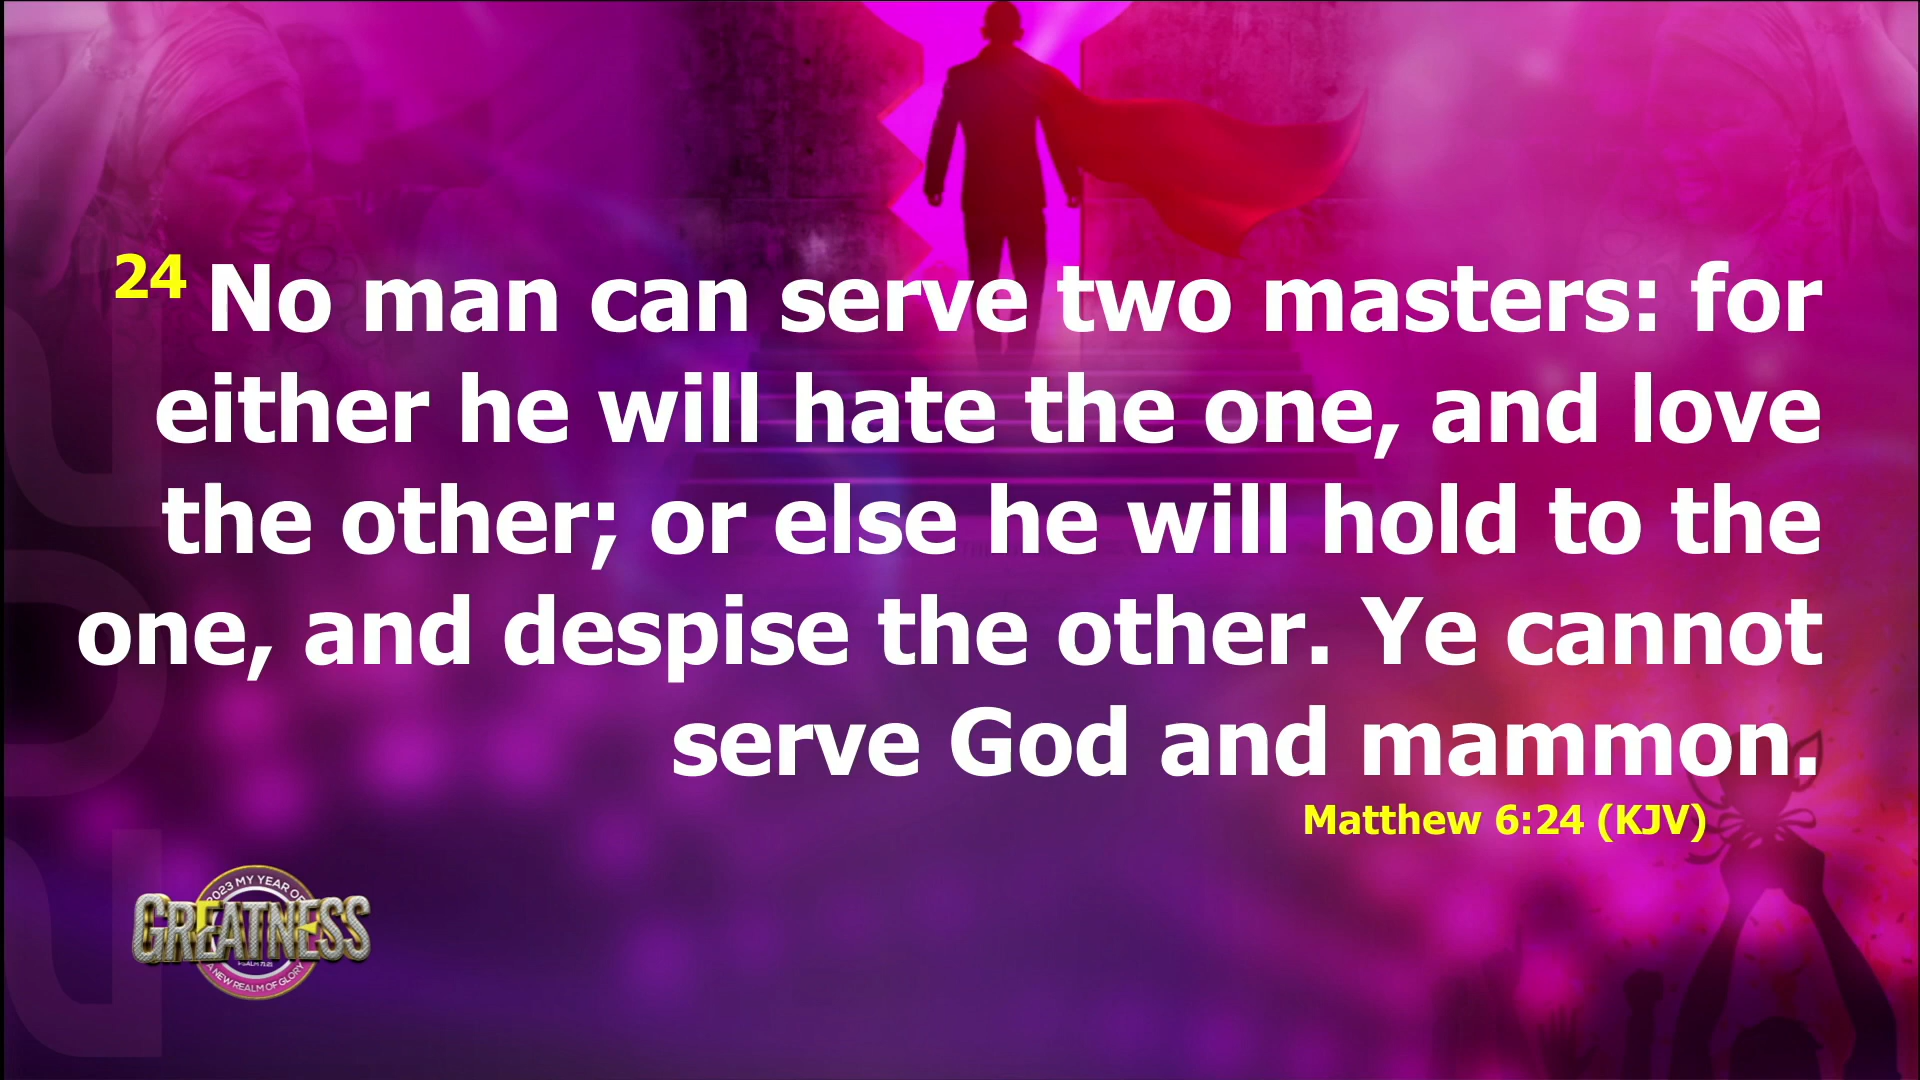 24 No man can serve two masters: for
either he will hate the one, and love
the other; or else he will hold to the
one, and despise the other. Ye cannot
serve God and mammon.
Matthew 6:24 (KJV)
2023 MY YEAR OF
GREATNESS
A NEW REALM OF GLORY